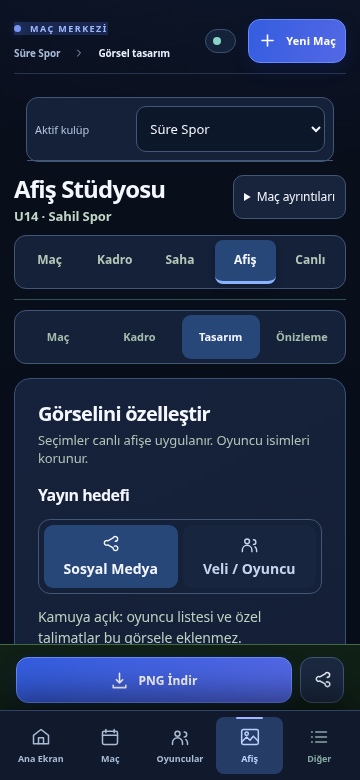 MAÇ MERKEZİ
Süre Spor > Görsel tasarım
Yeni Maç
Aktif kulüp
Süre Spor
Afiş Stüdyosu
U14 · Sahil Spor
Maç ayrıntıları
Maç Kadro Saha Afiş Canlı
Maç Kadro Tasarım Önizleme
Görselini özelleştir
Seçimler canlı afişe uygulanır. Oyuncu isimleri
korunur.
Yayın hedefi
Sosyal Medya
Veli / Oyuncu
Kamuya açık: oyuncu listesi ve özel
talimatlar bu görsele eklenmez.
PNG İndir
Ana Ekran Maç Oyuncular Afiş Diğer